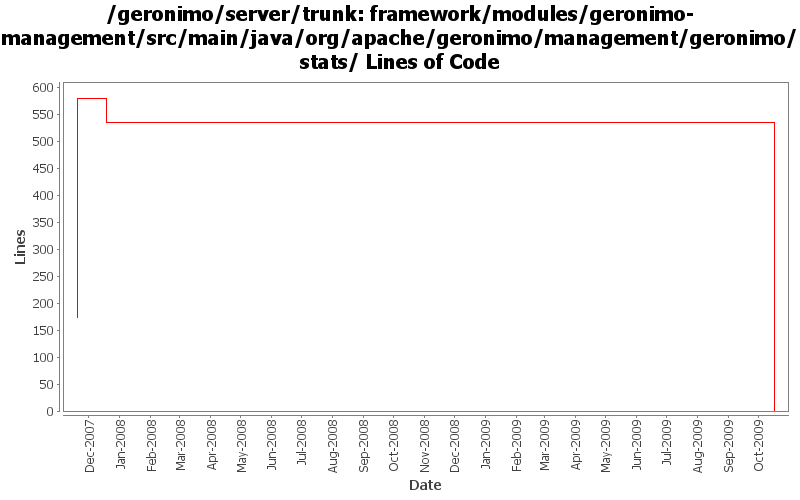 /geronimo/server/trunk: framework/modules/geronimo-
management/src/main/java/org/apache/geronimo/management/geronimo/
stats/ Lines of Code
600
550
500
450
400
350
300
250
200
150
100
50
0
Lines
Dec-2007
Jan-2008
Feb-2008
Mar-2008
Apr-2008
May-2008
Jun-2008
Jul-2008
Aug-2008
Sep-2008
Oct-2008
Nov-2008
Dec-2008
Jan-2009
Feb-2009
Mar-2009
Apr-2009
May-2009
Jun-2009
Jul-2009
Aug-2009
Sep-2009
Oct-2009
Date